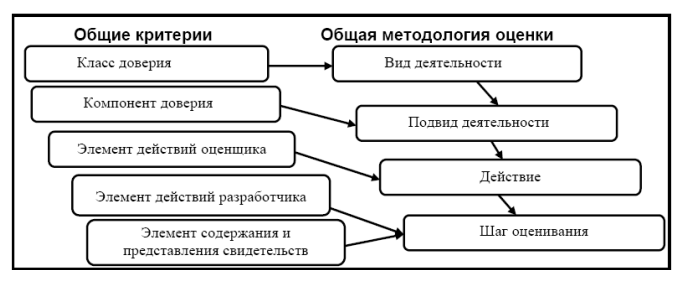 Общие критерии
Общая методология оценки
Класс доверия
Вид деятельности
Компонент доверия
Подвид деятельности
Элемент действий оценщика
Действие
Элемент действий разработчика
Элемент содержания и
представления свидетельств
Шаг оценивания